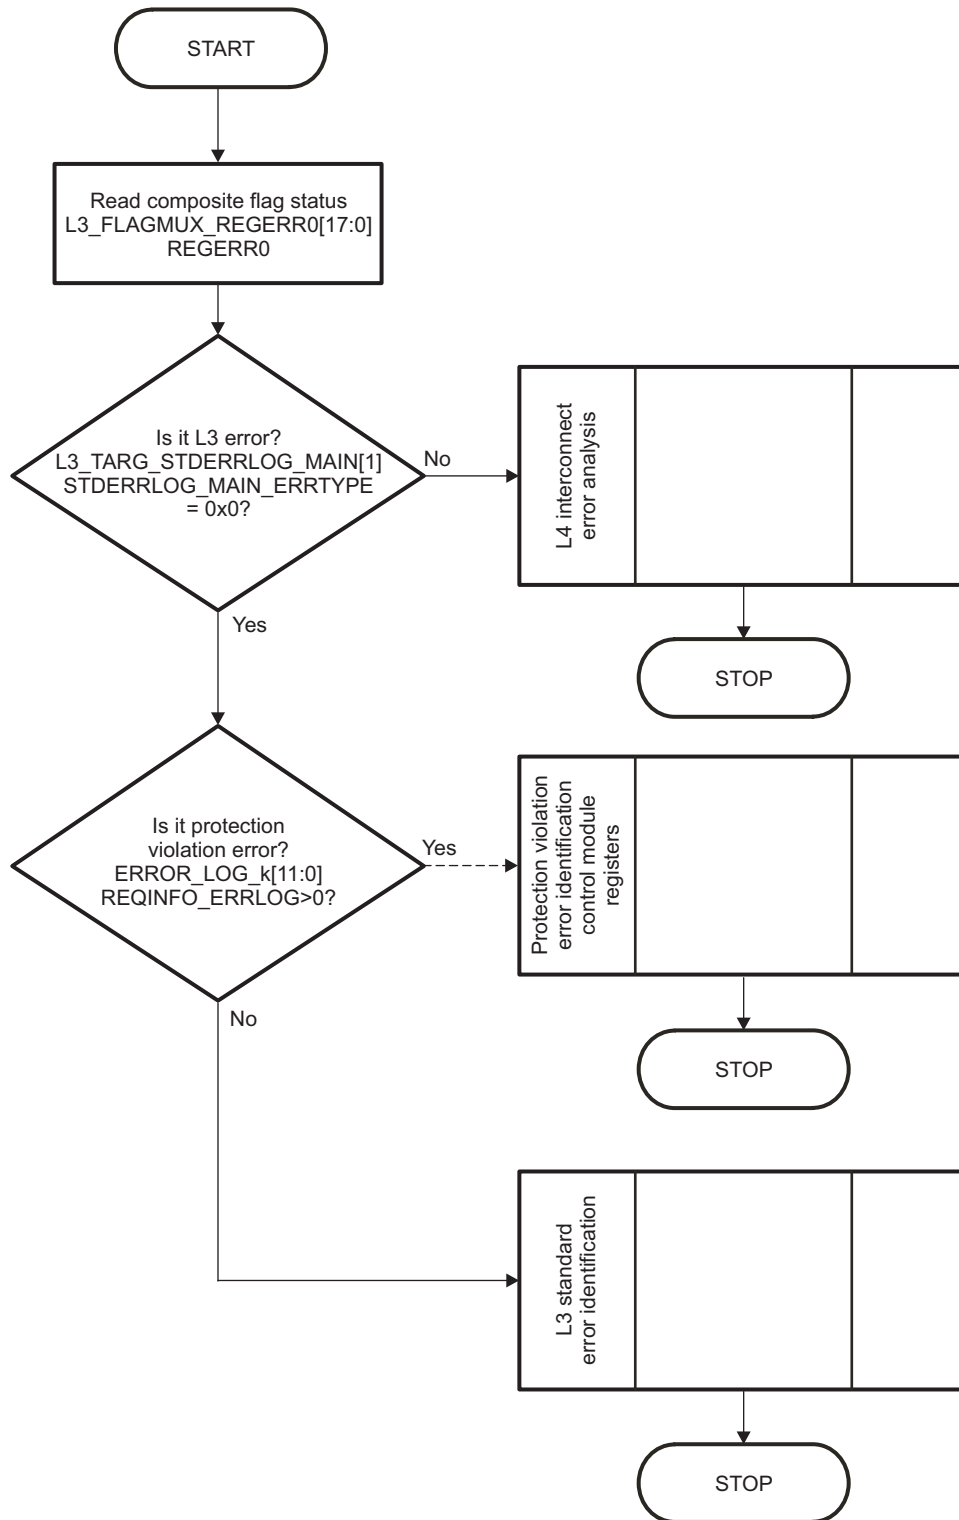 START
Read composite flag status
L3_FLAGMUX_REGERR0[17:0]
REGERR0
Is it L3 error?
L3_TARG_STDERRLOG_MAIN[1]
STDERRLOG_MAIN_ERRTYPE
= 0x0?
No
L4 interconnect
error analysis
Yes
STOP
Is it protection
violation error?
ERROR_LOG_k[11:0]
REQINFO_ERRLOG>0?
Yes
Protection violation
error identification
control module
registers
No
STOP
L3 standard
error identification
STOP